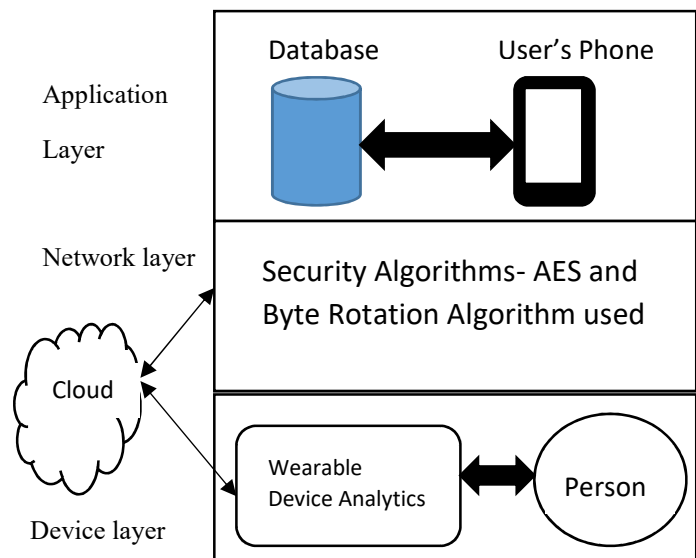 Database
User's Phone
Application
Layer
Network layer
Security Algorithms- AES and
Byte Rotation Algorithm used
Cloud
Wearable
Device Analytics
Person
Device layer